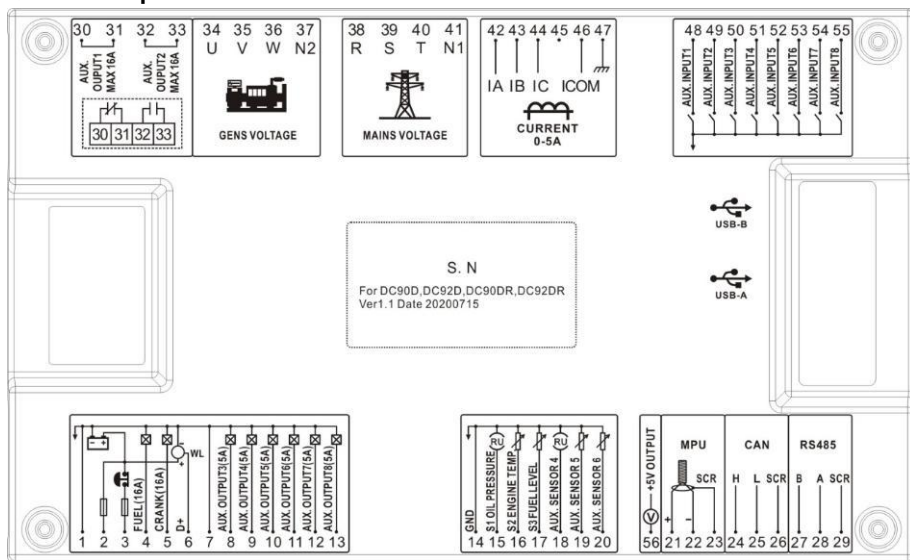 30 31 32 33
AUX.
OUPUT1
MAX 16A
AUX.
OUPUT2
MAX 16A
30 31 32 33
34 35 36 37
U V W N2
GENS VOLTAGE
38 39 40 41
R S T N1
MAINS VOLTAGE
42 43 44 45 46 47
IA IB IC ICOM
CURRENT
0-5A
48 49 50 51 52 53 54 55
AUX.INPUT1
AUX.INPUT2
AUX.INPUT3
AUX.INPUT4
AUX.INPUT5
AUX.INPUT6
AUX.INPUT7
AUX.INPUT8
USB-B
USB-A
S. N
For DC90D,DC92D,DC90DR,DC92DR
Ver1.1 Date 20200715
FUEL(16A)
CRANK(16A)
WL
D+
AUX. OUTPUT3(5A)
AUX. OUTPUT4(5A)
AUX. OUTPUT5(5A)
AUX. OUTPUT6(5A)
AUX. OUTPUT7(5A)
AUX. OUTPUT8(5A)
1 2 3 4 5 6 7 8 9 10 11 12 13
GND
S1 OIL PRESSURE
RU
S2 ENGINE TEMP.
S3 FUEL LEVEL
AUX. SENSOR 4
RU
AUX. SENSOR 5
AUX. SENSOR 6
14 15 16 17 18 19 20
+5V OUTPUT
V
56
MPU
SCR
+ -
21 22 23
CAN
H L SCR
24 25 26
RS485
B A SCR
27 28 29